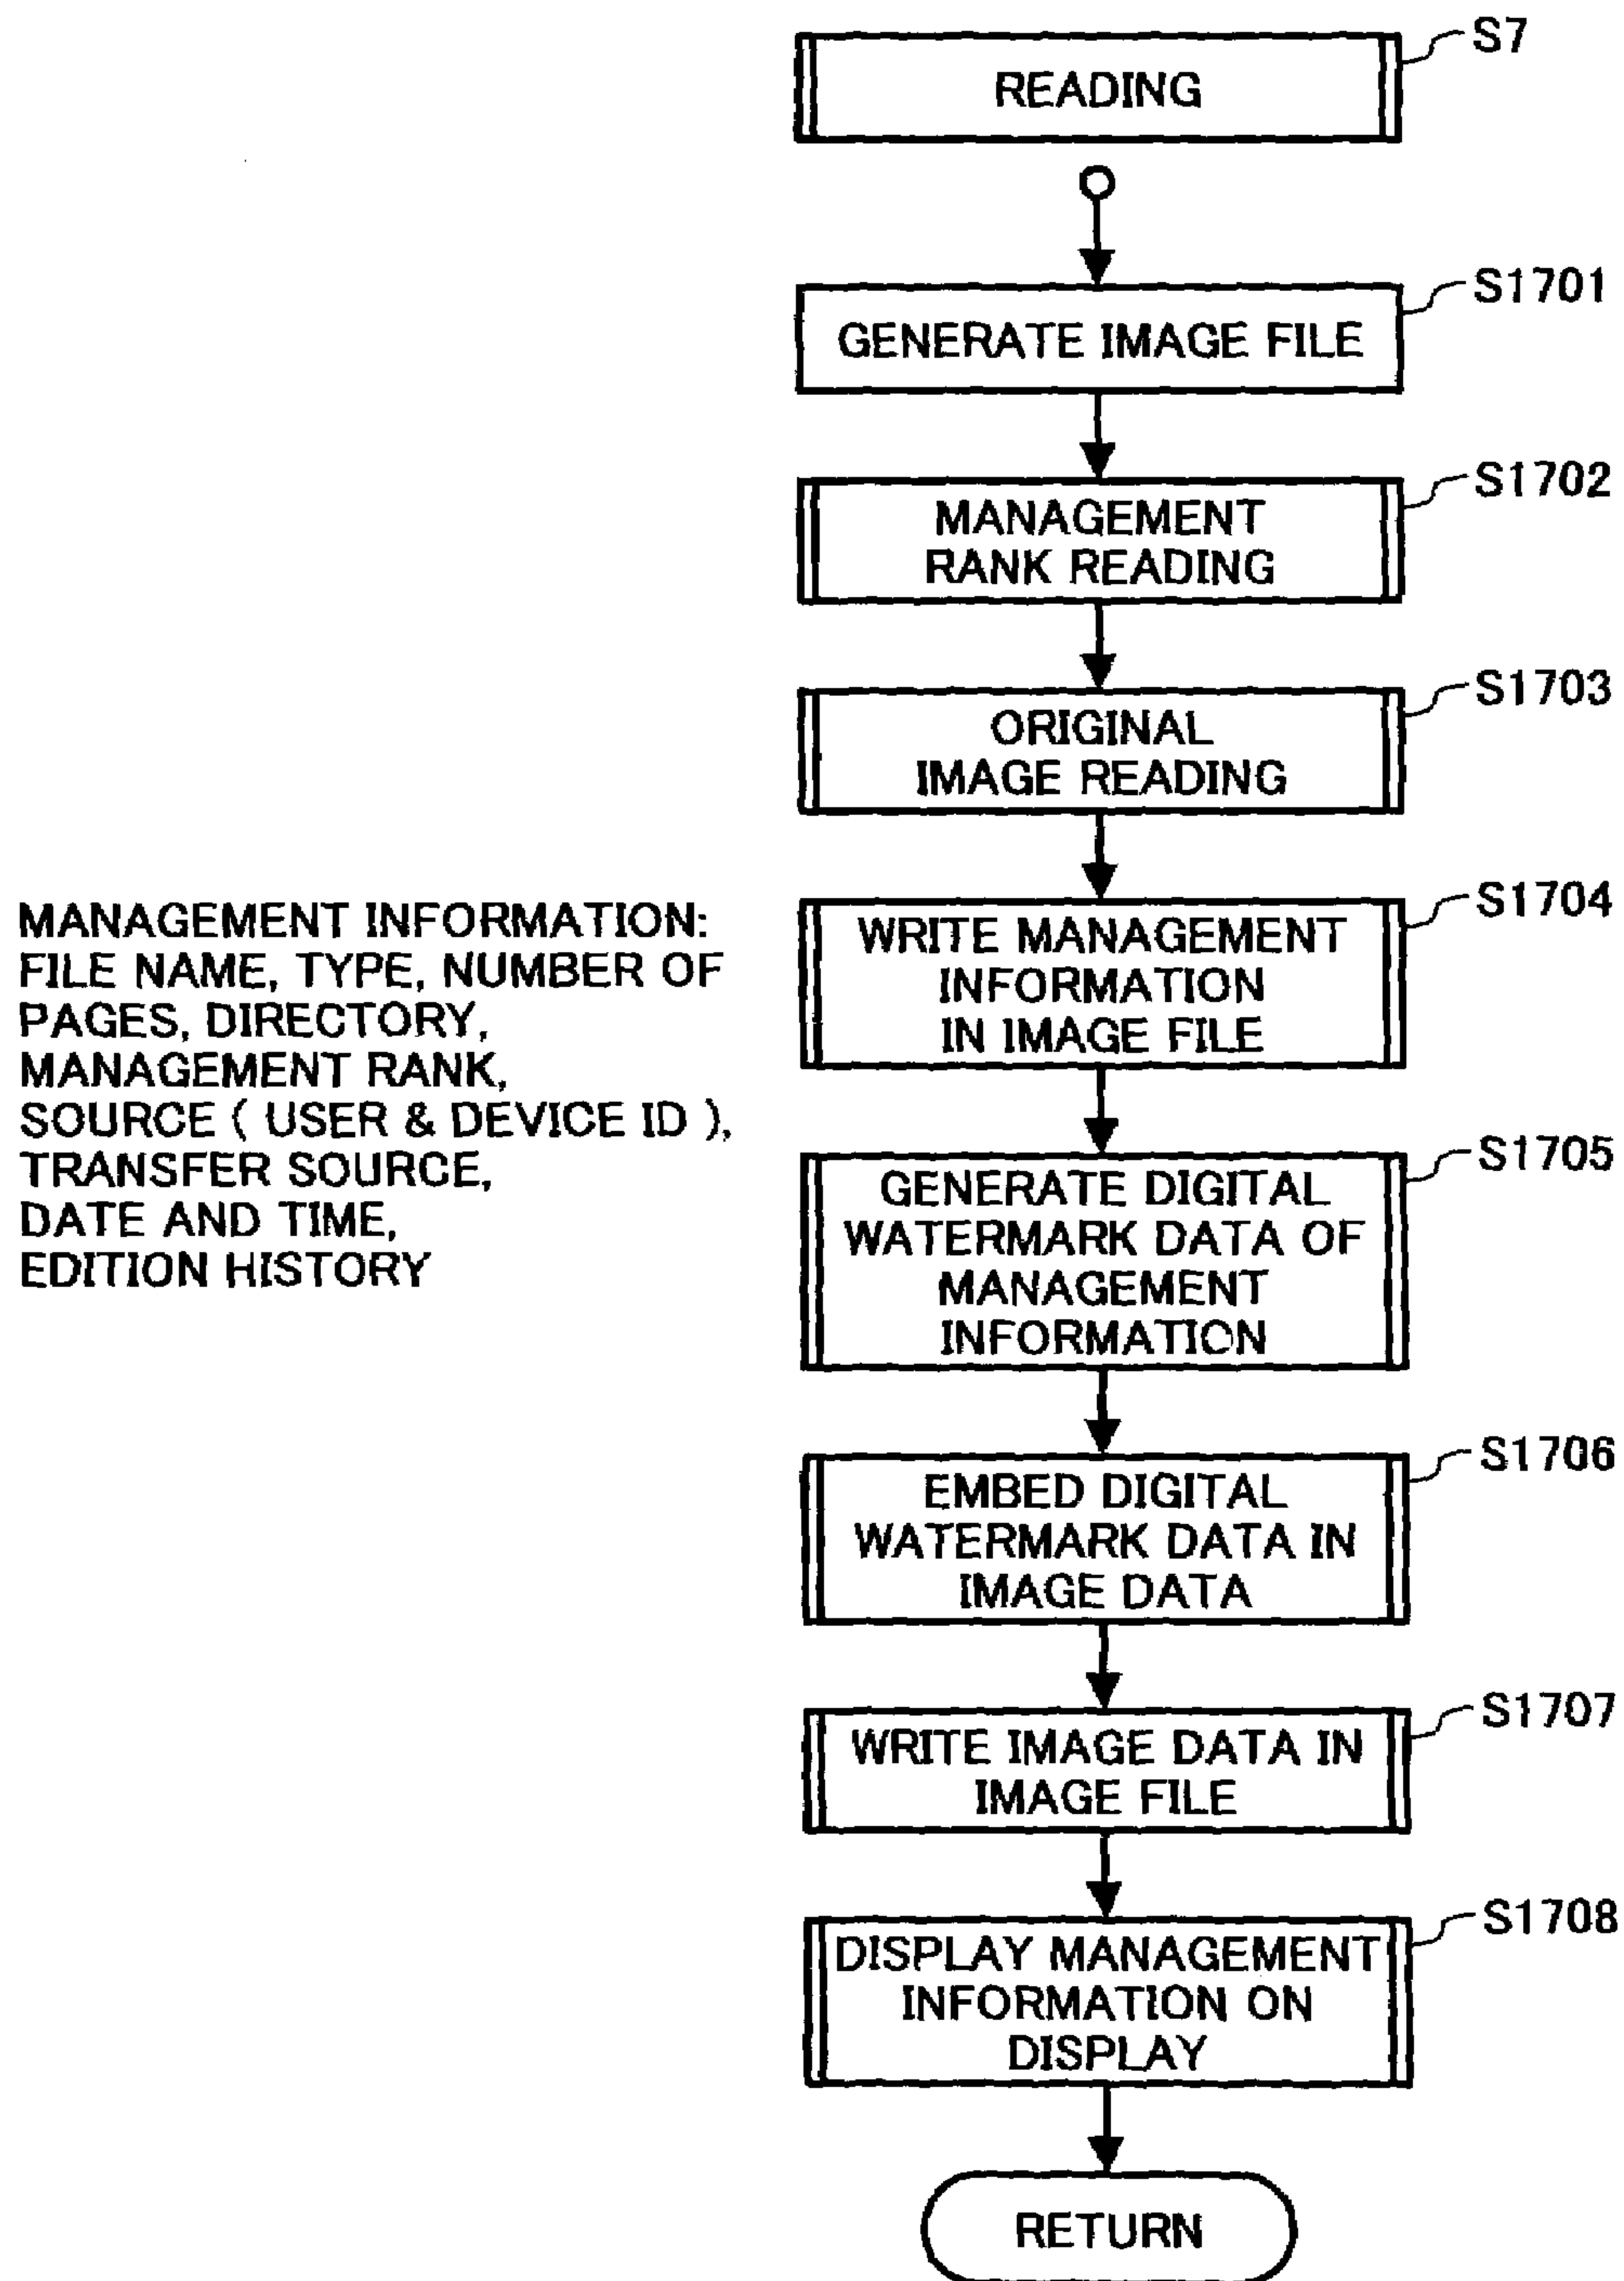 S7
READING
S1701
GENERATE IMAGE FILE
S1702
MANAGEMENT
RANK READING
S1703
ORIGINAL
IMAGE READING
MANAGEMENT INFORMATION:
FILE NAME, TYPE, NUMBER OF
PAGES, DIRECTORY,
MANAGEMENT RANK,
SOURCE ( USER & DEVICE ID ),
TRANSFER SOURCE,
DATE AND TIME,
EDITION HISTORY
S1704
WRITE MANAGEMENT
INFORMATION
IN IMAGE FILE
S1705
GENERATE DIGITAL
WATERMARK DATA OF
MANAGEMENT
INFORMATION
S1706
EMBED DIGITAL
WATERMARK DATA IN
IMAGE DATA
S1707
WRITE IMAGE DATA IN
IMAGE FILE
S1708
DISPLAY MANAGEMENT
INFORMATION ON
DISPLAY
RETURN